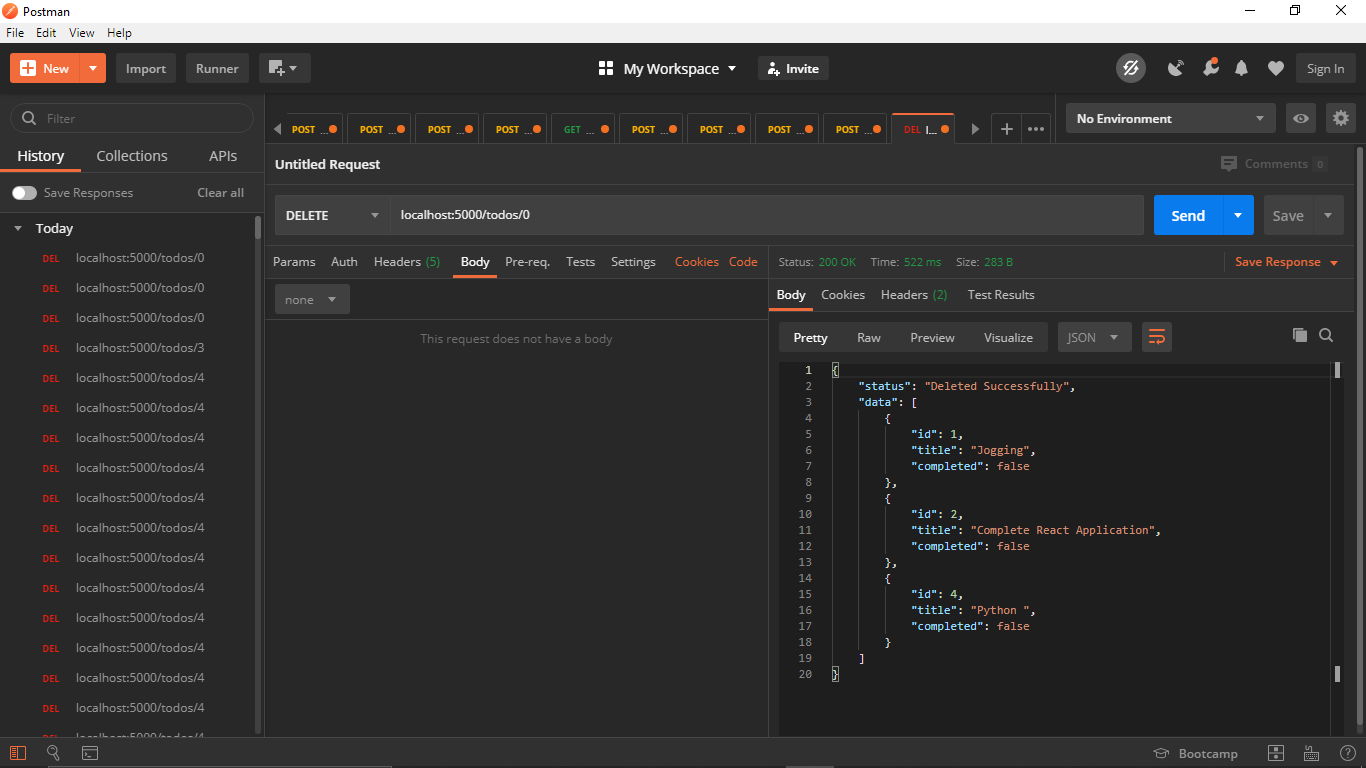 Postman
File Edit View Help
New Import Runner My Workspace Invite Sign In
Filter
POST ... POST ... POST ... POST ... GET ... POST ... POST ... POST ... POST ... DEL l... No Environment
History Collections APIs
Untitled Request Comments 0
Save Responses Clear all
DELETE localhost:5000/todos/0 Send Save
Today
DEL localhost:5000/todos/0
DEL localhost:5000/todos/0
DEL localhost:5000/todos/0
DEL localhost:5000/todos/3
DEL localhost:5000/todos/4
DEL localhost:5000/todos/4
DEL localhost:5000/todos/4
DEL localhost:5000/todos/4
DEL localhost:5000/todos/4
DEL localhost:5000/todos/4
DEL localhost:5000/todos/4
DEL localhost:5000/todos/4
DEL localhost:5000/todos/4
DEL localhost:5000/todos/4
DEL localhost:5000/todos/4
DEL localhost:5000/todos/4
DEL localhost:5000/todos/4
Params Auth Headers (5) Body Pre-req. Tests Settings Cookies Code
none
This request does not have a body
Status: 200 OK Time: 522 ms Size: 283 B Save Response
Body Cookies Headers (2) Test Results
Pretty Raw Preview Visualize JSON
1 {
2 "status": "Deleted Successfully",
3 "data": [
4 {
5 "id": 1,
6 "title": "Jogging",
7 "completed": false
8 },
9 {
10 "id": 2,
11 "title": "Complete React Application",
12 "completed": false
13 },
14 {
15 "id": 4,
16 "title": "Python ",
17 "completed": false
18 }
19 ]
20 }
Bootcamp